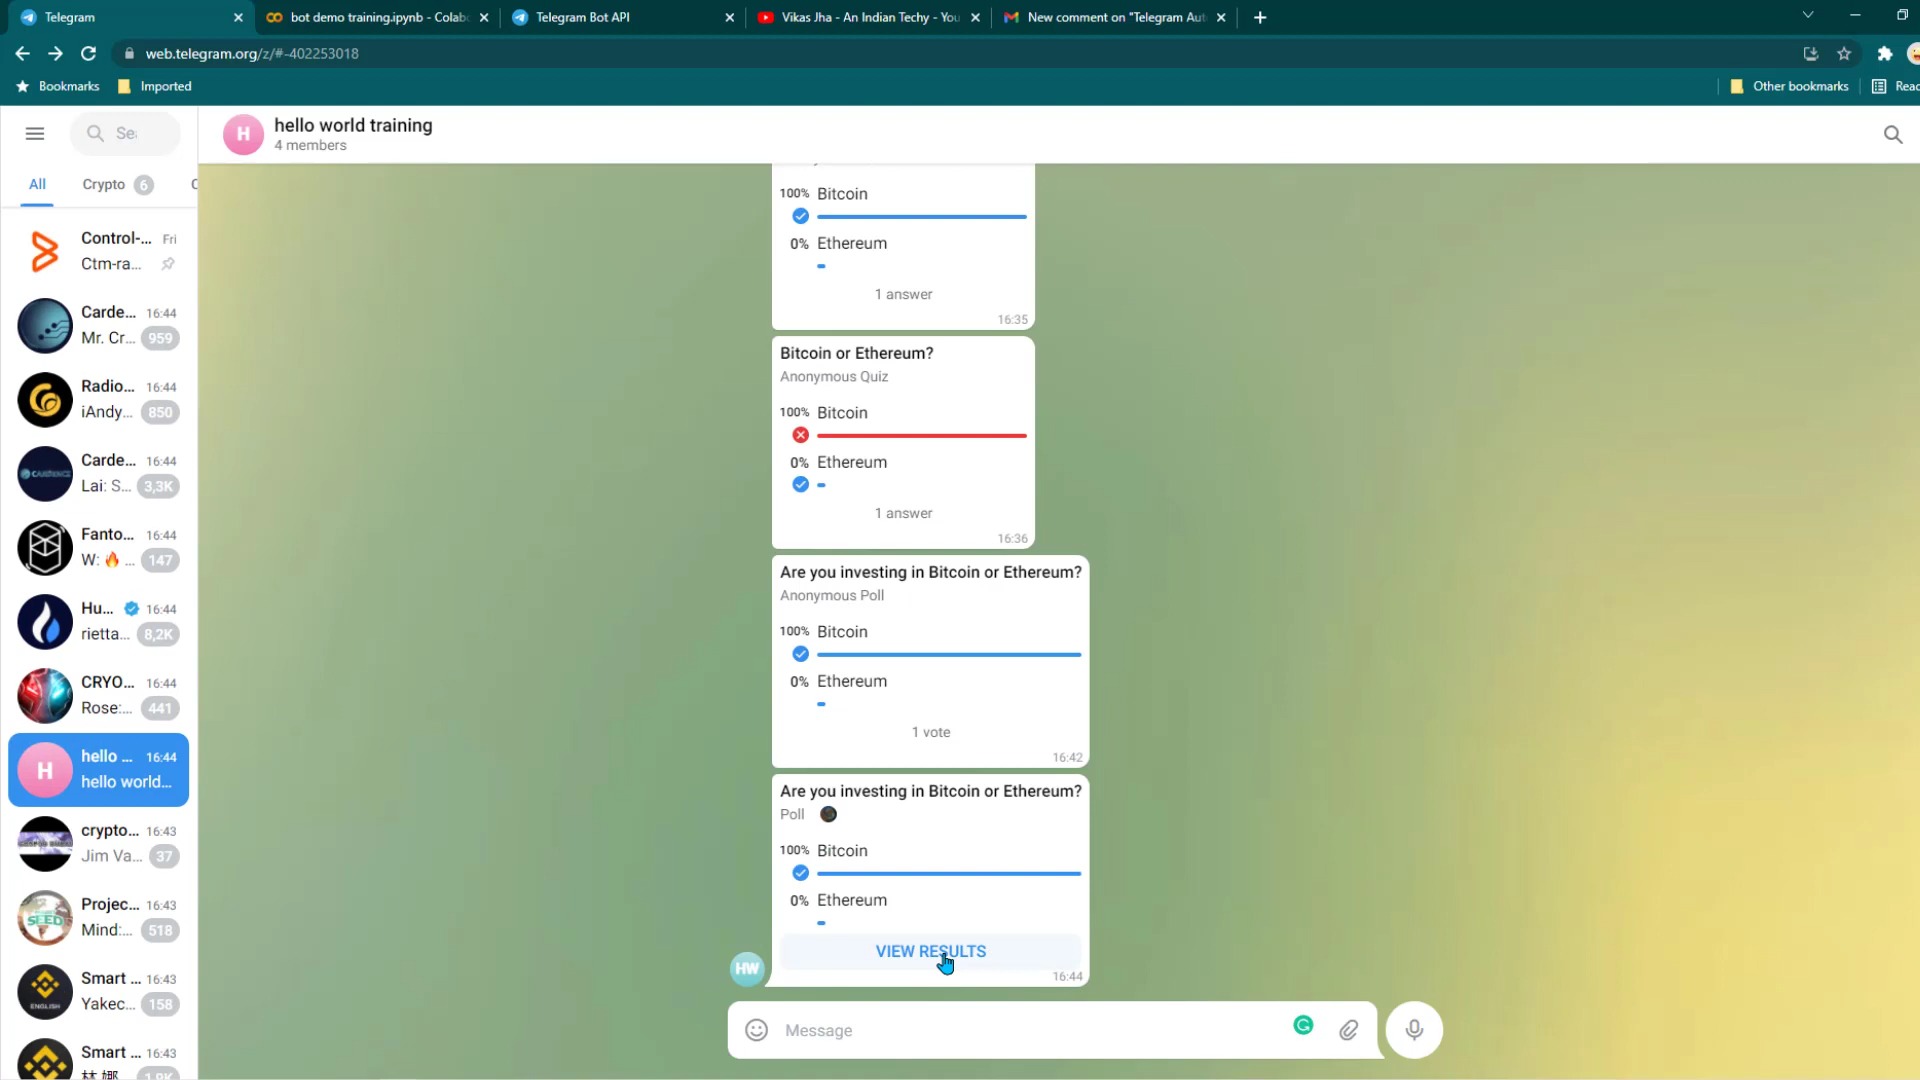 Telegram
bot demo training.ipynb - Colab
Telegram Bot API
Vikas Jha - An Indian Techy - You
New comment on "Telegram Aut
web.telegram.org/z/#-402253018
Bookmarks
Imported
Other bookmarks
Reac
hello world training
4 members
All
Crypto 6
Control-... Fri
Ctm-ra...
Carde... 16:44
Mr. Cr... 959
Radio... 16:44
iAndy... 850
Carde... 16:44
Lai: S... 3,3K
Fanto... 16:44
W: 🔥 ... 147
Hu... 16:44
rietta... 8,2K
CRYO... 16:44
Rose:... 441
H
hello ... 16:44
hello world...
crypto... 16:43
Jim Va... 37
Projec... 16:43
Mind:... 518
SEED
Smart ... 16:43
Yakec... 158
ENGLISH
Smart ... 16:43
1,9K
H
100% Bitcoin
0% Ethereum
1 answer
16:35
Bitcoin or Ethereum?
Anonymous Quiz
100% Bitcoin
0% Ethereum
1 answer
16:36
Are you investing in Bitcoin or Ethereum?
Anonymous Poll
100% Bitcoin
0% Ethereum
1 vote
16:42
Are you investing in Bitcoin or Ethereum?
Poll
100% Bitcoin
0% Ethereum
VIEW RESULTS
16:44
HW
Message